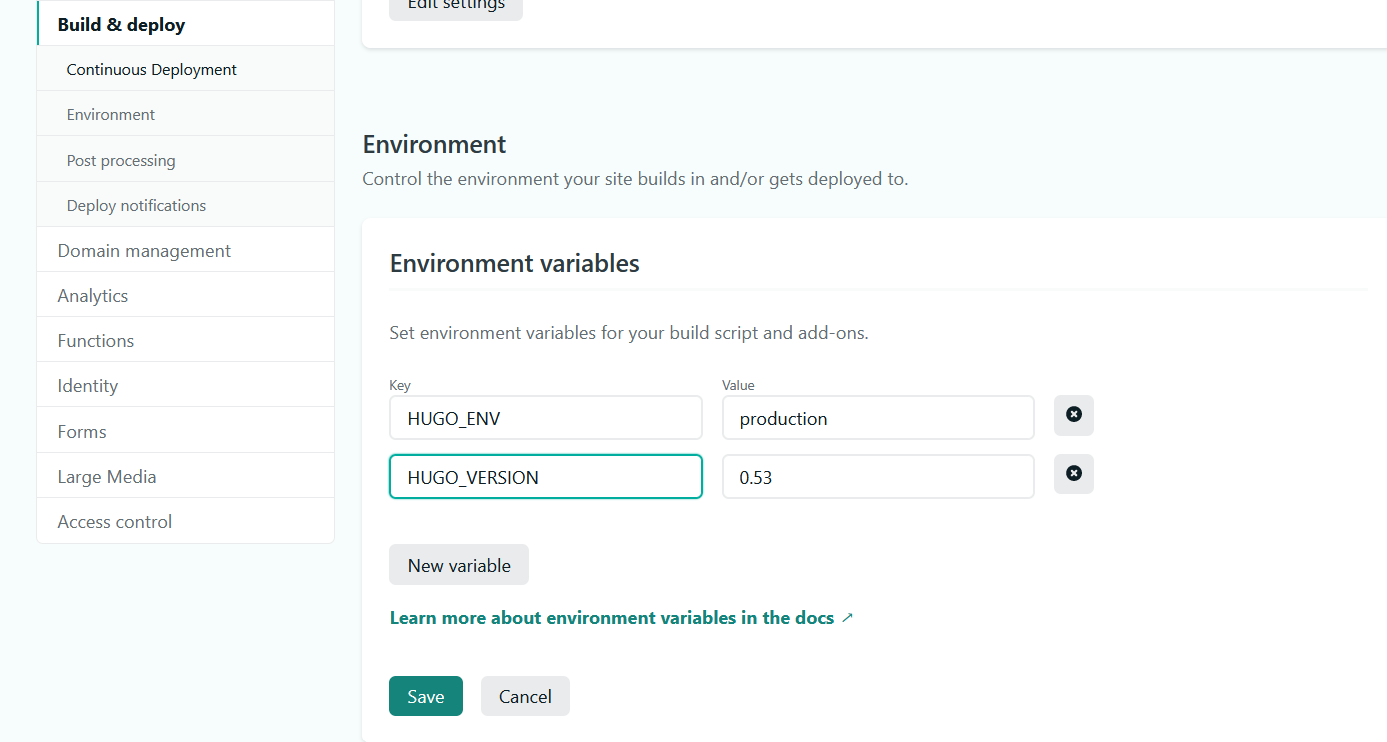 Edit settings
Build & deploy
Continuous Deployment
Environment
Post processing
Deploy notifications
Domain management
Analytics
Functions
Identity
Forms
Large Media
Access control
Environment
Control the environment your site builds in and/or gets deployed to.
Environment variables
Set environment variables for your build script and add-ons.
Key Value
HUGO_ENV production
HUGO_VERSION 0.53
New variable
Learn more about environment variables in the docs ↗
Save Cancel